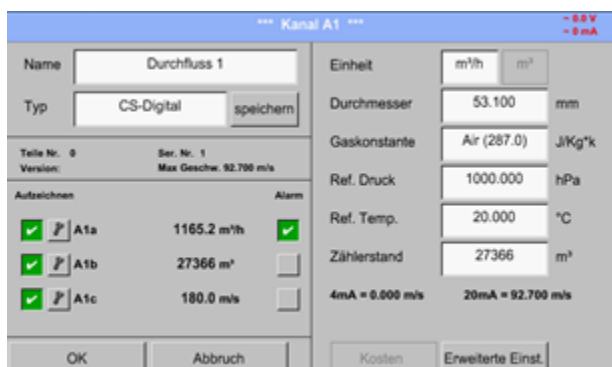 *** Kanal A1 ***
~ 0.0 V
~ 0 mA
Name Durchfluss 1
Typ CS-Digital speichern
Teile Nr. 0 Ser. Nr. 1
Version: Max Geschw. 92.700 m/s
Aufzeichnen Alarm
A1a 1165.2 m³/h
A1b 27366 m³
A1c 180.0 m/s
OK Abbruch
Einheit m³/h m³
Durchmesser 53.100 mm
Gaskonstante Air (287.0) J/Kg*k
Ref. Druck 1000.000 hPa
Ref. Temp. 20.000 °C
Zählerstand 27366 m³
4mA = 0.000 m/s 20mA = 92.700 m/s
Kosten Erweiterte Einst.